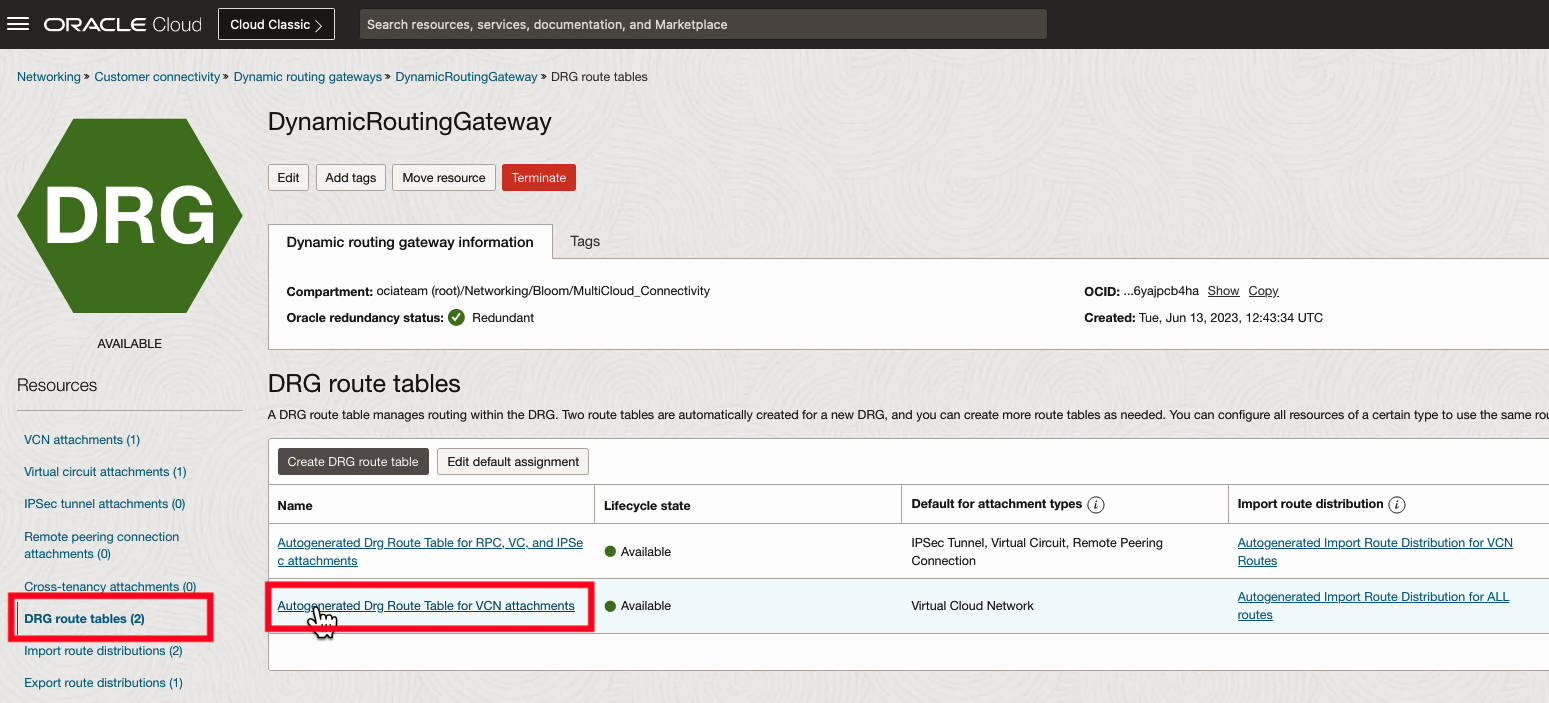 ORACLE Cloud
Cloud Classic
Search resources, services, documentation, and Marketplace
Networking » Customer connectivity » Dynamic routing gateways » DynamicRoutingGateway » DRG route tables
DRG
AVAILABLE
DynamicRoutingGateway
Edit
Add tags
Move resource
Terminate
Dynamic routing gateway information
Tags
Compartment: ociateam (root)/Networking/Bloom/MultiCloud_Connectivity
Oracle redundancy status: Redundant
OCID: ...6yajpcb4ha Show Copy
Created: Tue, Jun 13, 2023, 12:43:34 UTC
Resources
VCN attachments (1)
Virtual circuit attachments (1)
IPSec tunnel attachments (0)
Remote peering connection
attachments (0)
Cross-tenancy attachments (0)
DRG route tables (2)
Import route distributions (2)
Export route distributions (1)
DRG route tables
A DRG route table manages routing within the DRG. Two route tables are automatically created for a new DRG, and you can create more route tables as needed. You can configure all resources of a certain type to use the same rou
Create DRG route table
Edit default assignment
Name
Lifecycle state
Default for attachment types
Import route distribution
Autogenerated Drg Route Table for RPC, VC, and IPSe
c attachments
Available
IPSec Tunnel, Virtual Circuit, Remote Peering
Connection
Autogenerated Import Route Distribution for VCN
Routes
Autogenerated Drg Route Table for VCN attachments
Available
Virtual Cloud Network
Autogenerated Import Route Distribution for ALL
routes